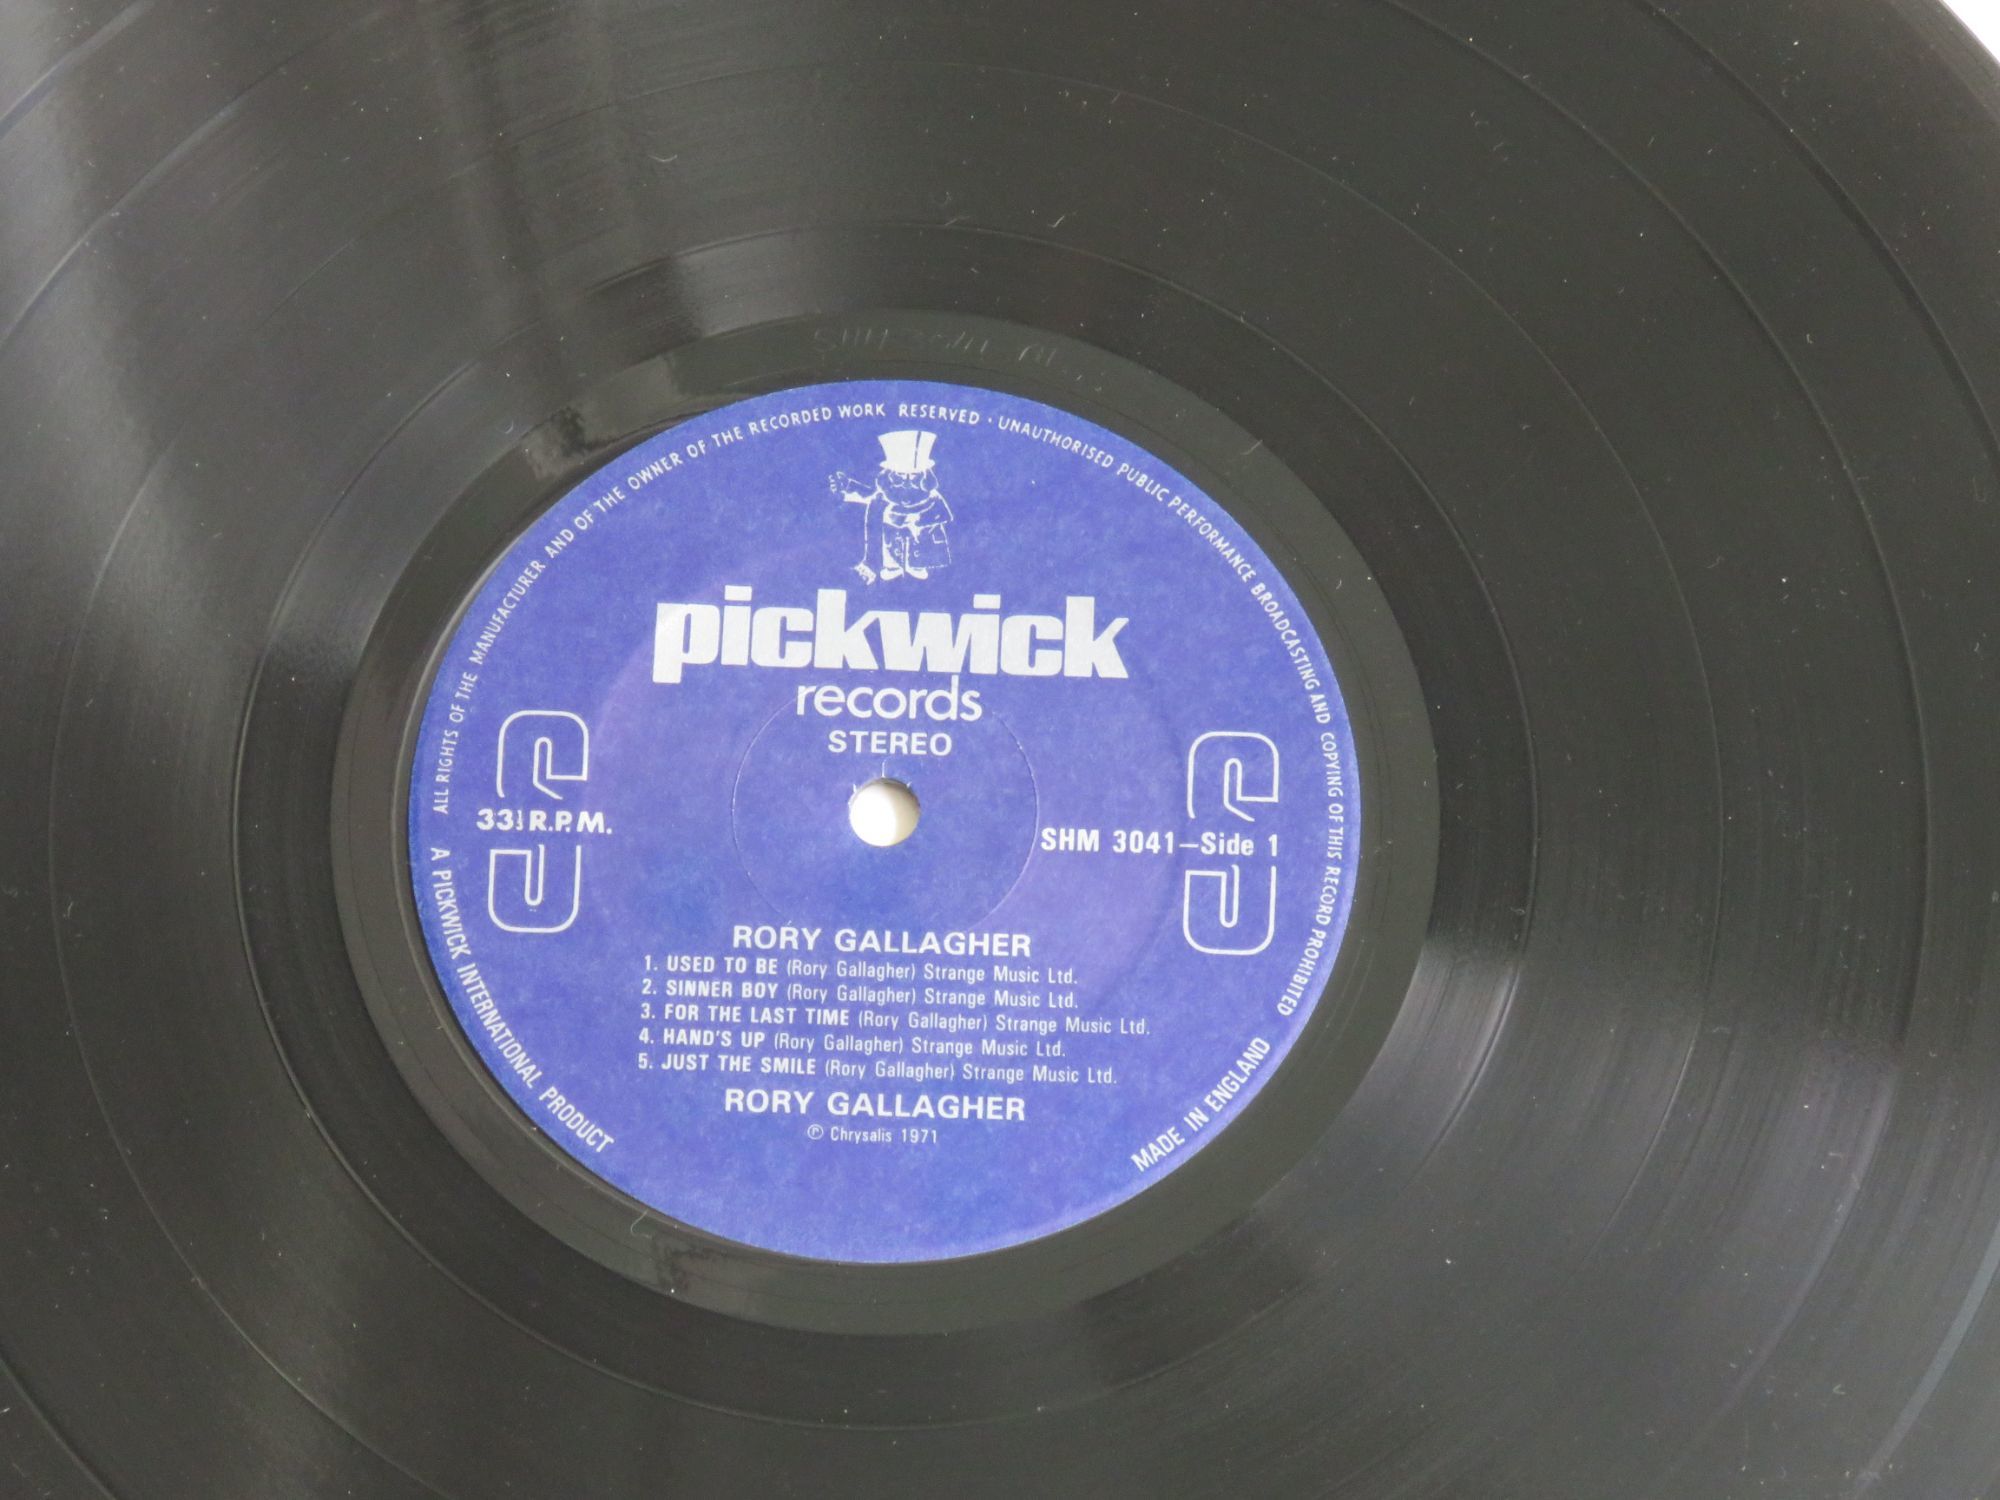 ALL RIGHTS OF THE MANUFACTURER AND OF THE OWNER OF THE RECORDED WORK RESERVED · UNAUTHORISED PUBLIC PERFORMANCE BROADCASTING AND COPYING OF THIS RECORD PROHIBITED
pickwick
records
STEREO
33⅓ R.P.M.
SHM 3041–Side 1
RORY GALLAGHER
1. USED TO BE (Rory Gallagher) Strange Music Ltd.
2. SINNER BOY (Rory Gallagher) Strange Music Ltd.
3. FOR THE LAST TIME (Rory Gallagher) Strange Music Ltd.
4. HAND'S UP (Rory Gallagher) Strange Music Ltd.
5. JUST THE SMILE (Rory Gallagher) Strange Music Ltd.
RORY GALLAGHER
℗ Chrysalis 1971
A PICKWICK INTERNATIONAL PRODUCT
MADE IN ENGLAND